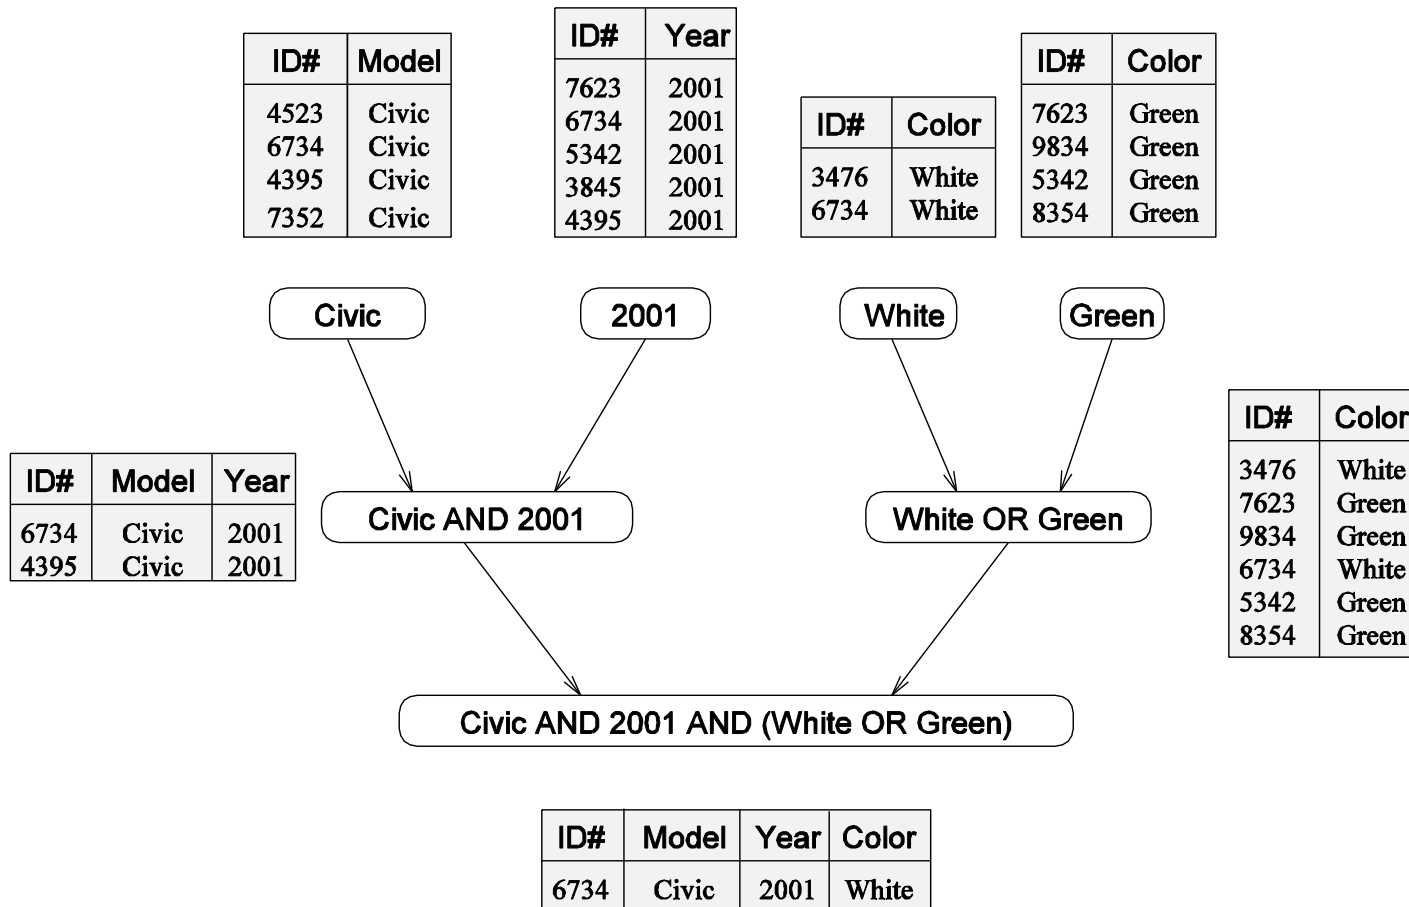 ID# Model
4523 Civic
6734 Civic
4395 Civic
7352 Civic
ID# Year
7623 2001
6734 2001
5342 2001
3845 2001
4395 2001
ID# Color
3476 White
6734 White
ID# Color
7623 Green
9834 Green
5342 Green
8354 Green
Civic
2001
White
Green
ID# Model Year
6734 Civic 2001
4395 Civic 2001
Civic AND 2001
White OR Green
ID# Color
3476 White
7623 Green
9834 Green
6734 White
5342 Green
8354 Green
Civic AND 2001 AND (White OR Green)
ID# Model Year Color
6734 Civic 2001 White